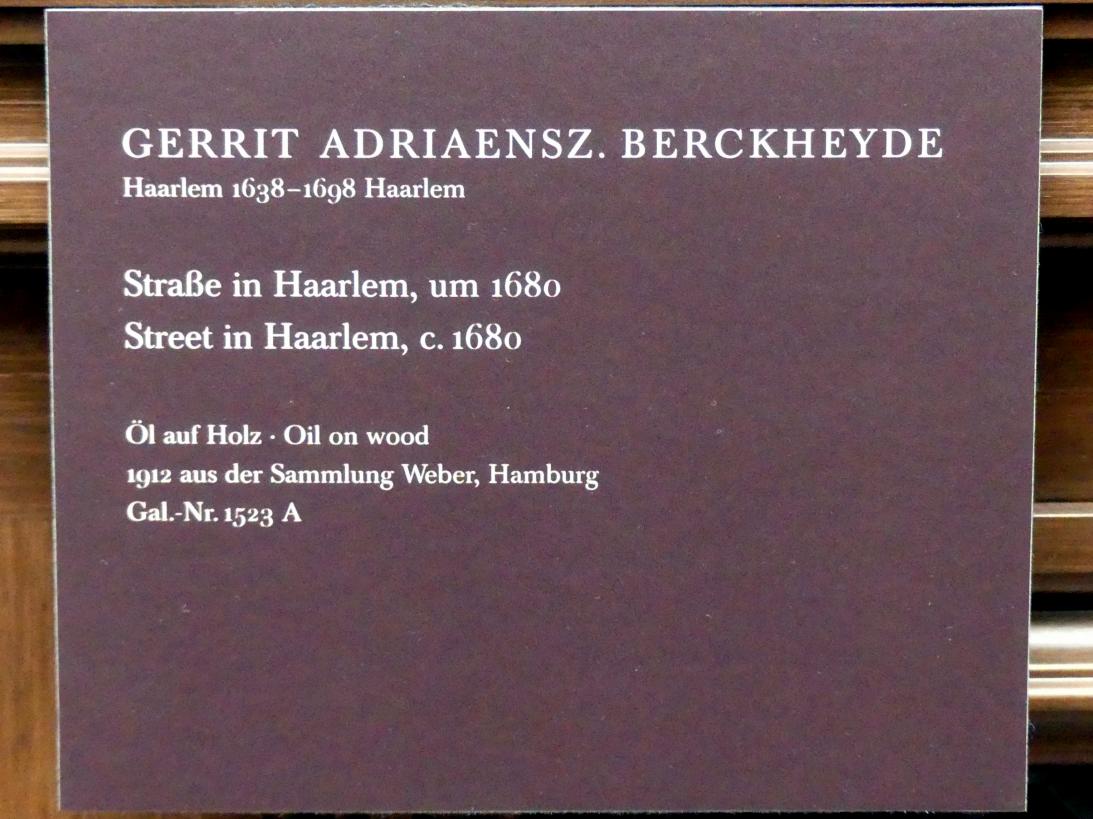 GERRIT ADRIAENSZ. BERCKHEYDE
Haarlem 1638–1698 Haarlem
Straße in Haarlem, um 1680
Street in Haarlem, c. 1680
Öl auf Holz · Oil on wood
1912 aus der Sammlung Weber, Hamburg
Gal.-Nr. 1523 A